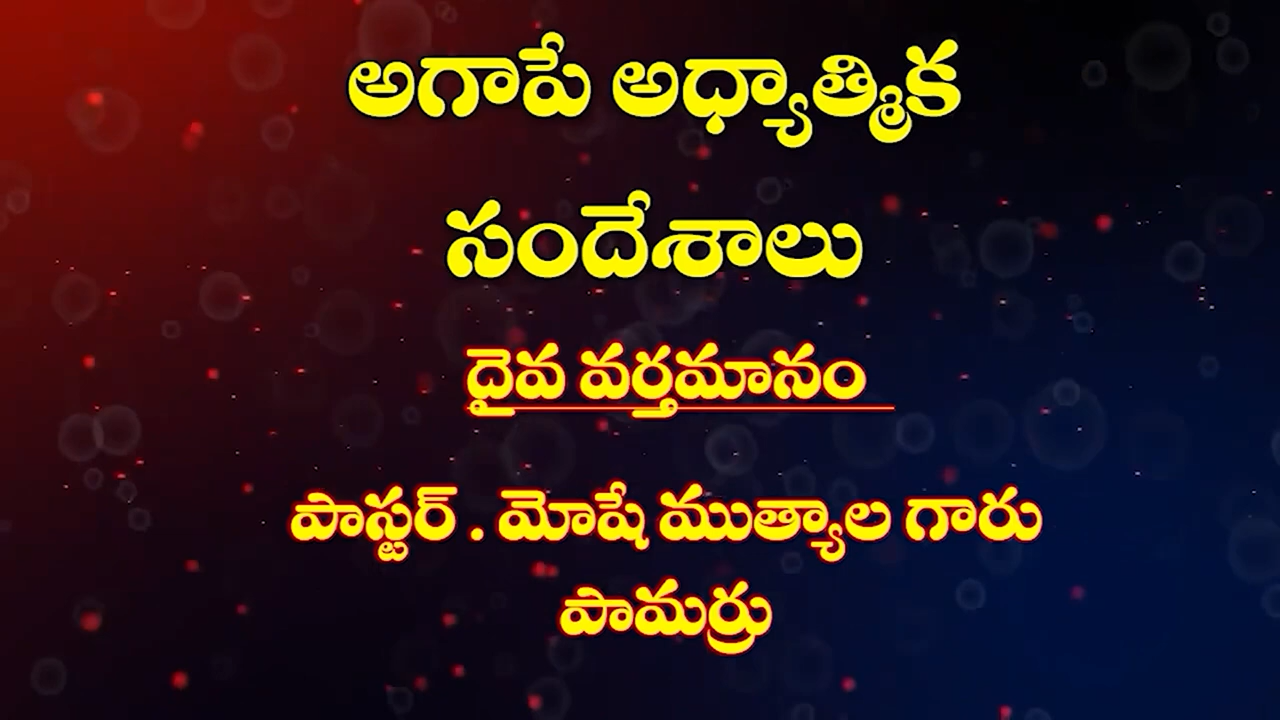 అగాపే అధ్యాత్మిక
సందేశాలు
దైవ వర్తమానం
పాస్టర్ . మోషే ముత్యాల గారు
పామర్రు